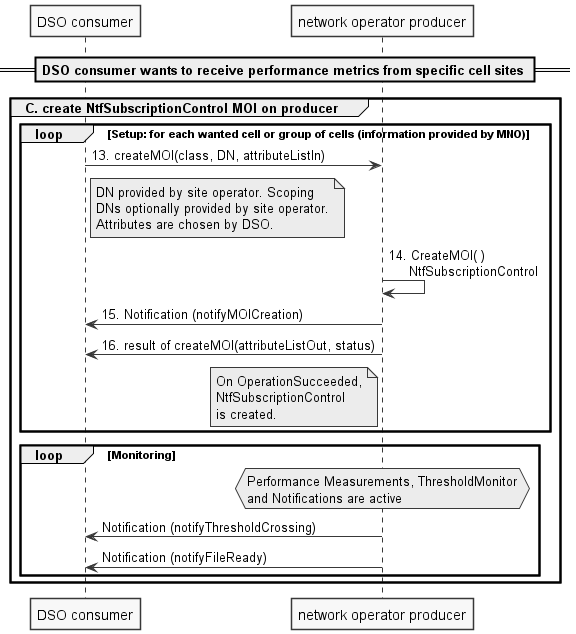 DSO consumer
network operator producer
DSO consumer wants to receive performance metrics from specific cell sites
C. create NtfSubscriptionControl MOI on producer
loop
[Setup: for each wanted cell or group of cells (information provided by MNO)]
13. createMOI(class, DN, attributeListIn)
DN provided by site operator. Scoping
DNs optionally provided by site operator.
Attributes are chosen by DSO.
14. CreateMOI( )
NtfSubscriptionControl
15. Notification (notifyMOICreation)
16. result of createMOI(attributeListOut, status)
On OperationSucceeded,
NtfSubscriptionControl
is created.
loop
[Monitoring]
Performance Measurements, ThresholdMonitor
and Notifications are active
Notification (notifyThresholdCrossing)
Notification (notifyFileReady)
DSO consumer
network operator producer